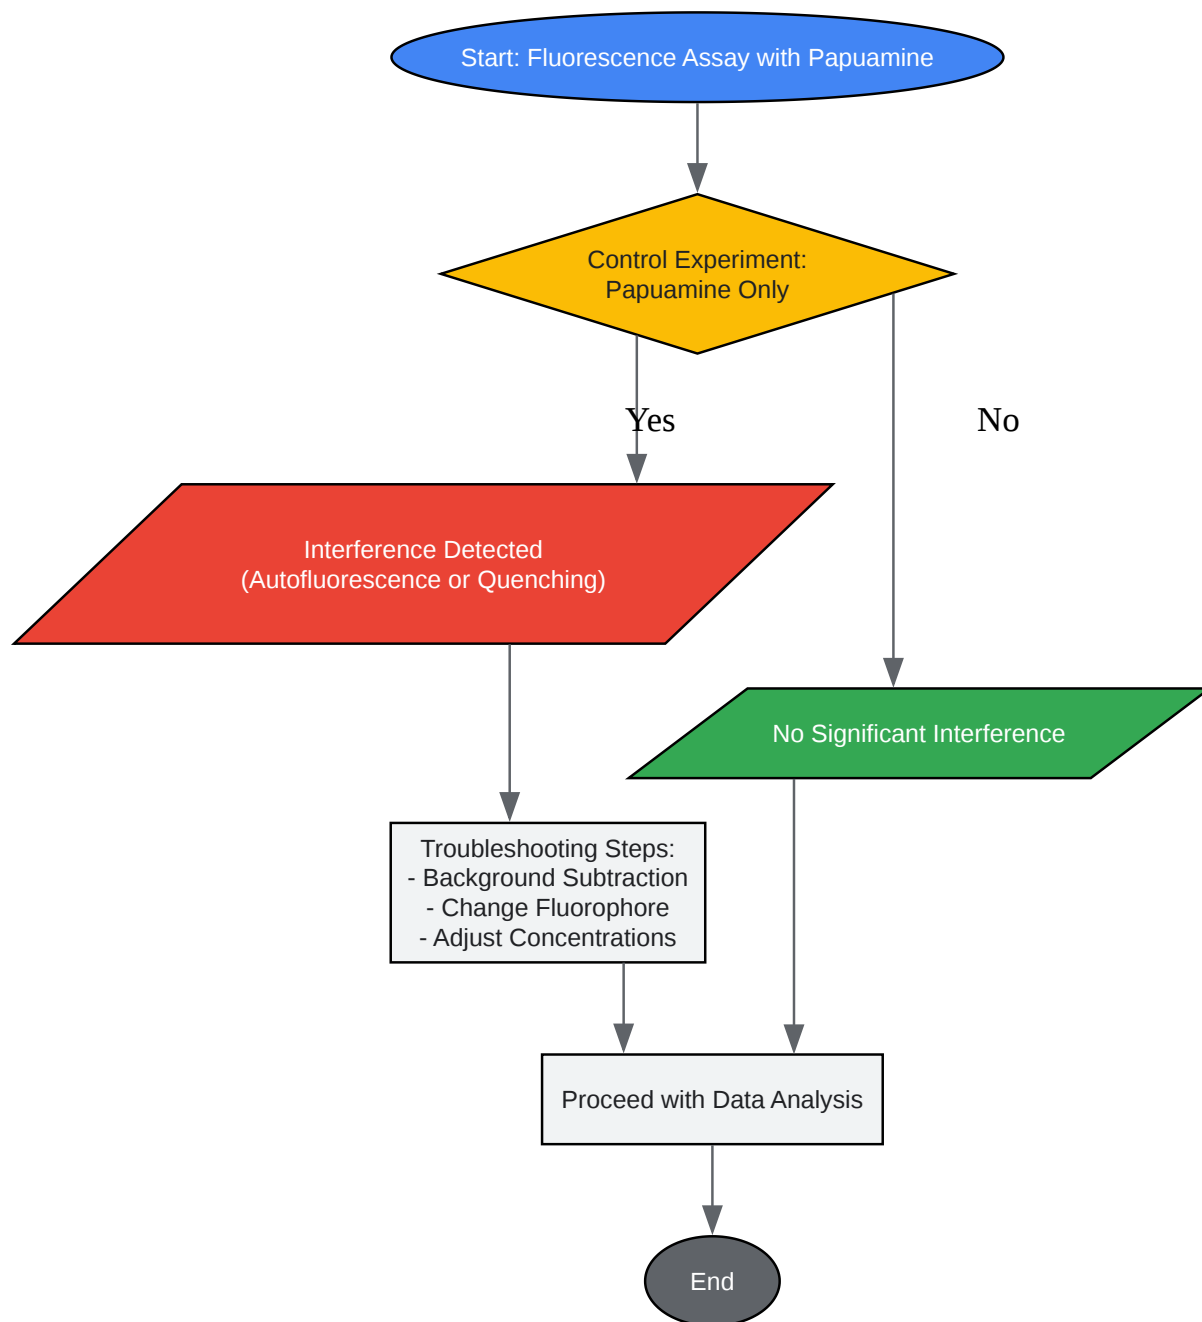 Start: Fluorescence Assay with Papuamine
Control Experiment:
Papuamine Only
Yes
No
Interference Detected
(Autofluorescence or Quenching)
No Significant Interference
Troubleshooting Steps:
- Background Subtraction
- Change Fluorophore
- Adjust Concentrations
Proceed with Data Analysis
End